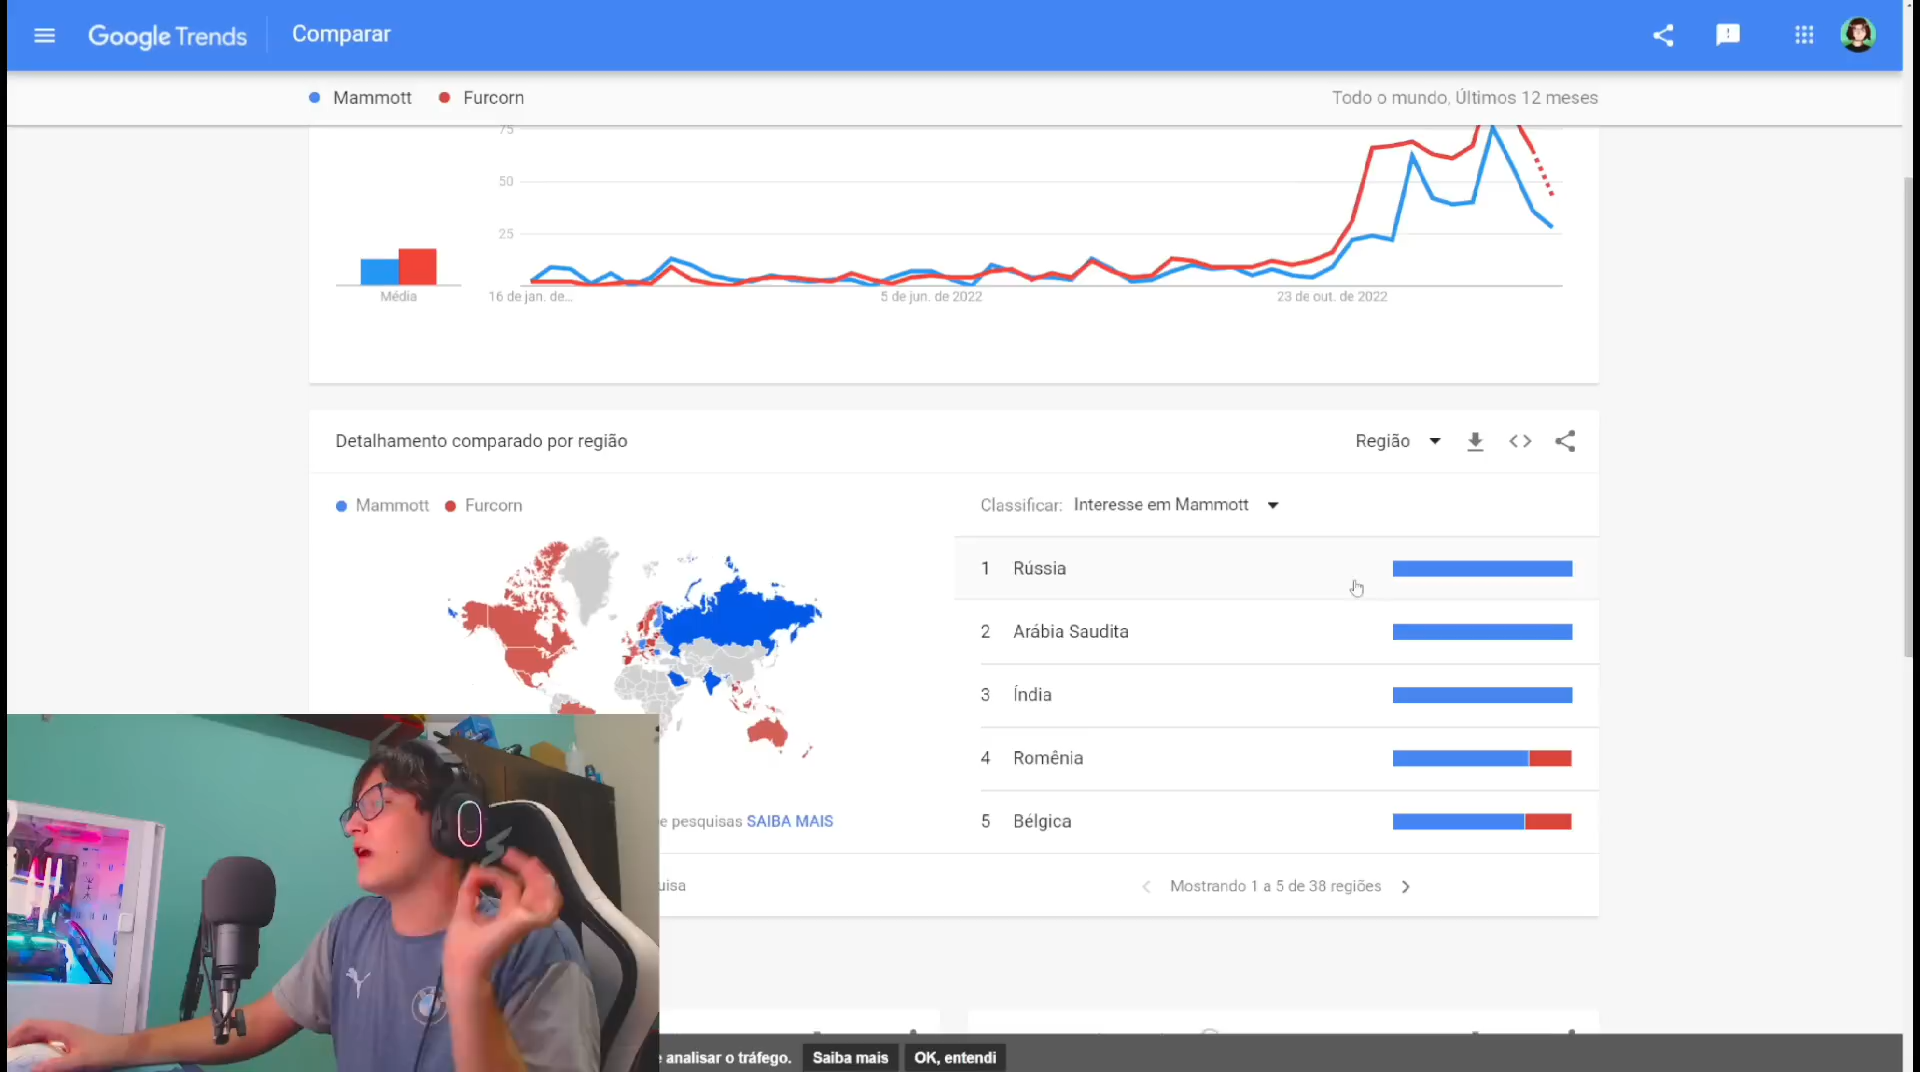 Google Trends Comparar
Mammott Furcorn Todo o mundo, Últimos 12 meses
75
50
25
Média
16 de jan. de... 5 de jun. de 2022 23 de out. de 2022
Detalhamento comparado por região Região
Mammott Furcorn Classificar: Interesse em Mammott
1 Rússia
2 Arábia Saudita
3 Índia
4 Romênia
5 Bélgica
e pesquisas SAIBA MAIS
uisa Mostrando 1 a 5 de 38 regiões
analisar o tráfego. Saiba mais OK, entendi